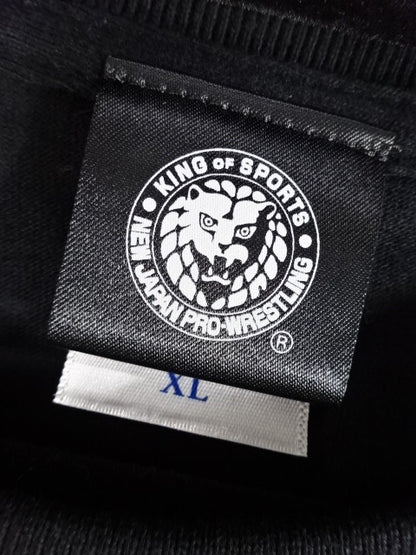 KING OF SPORTS
NEW JAPAN PRO-WRESTLING
®
XL